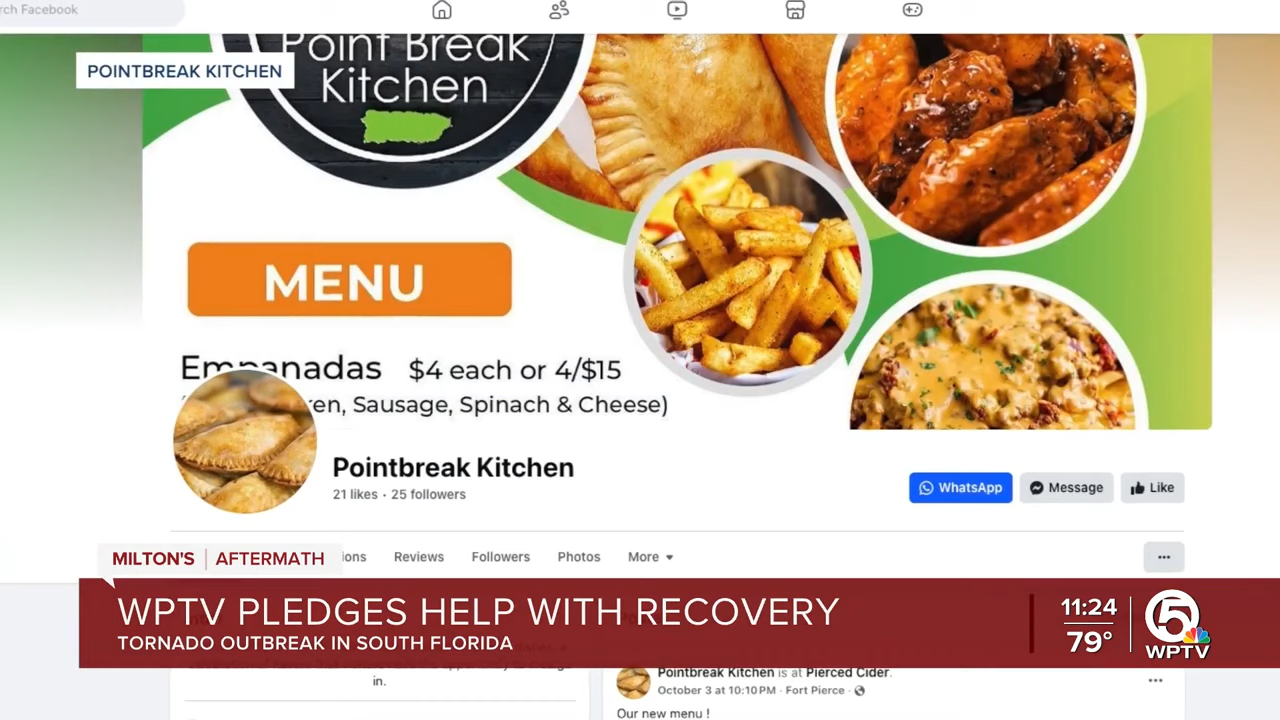 rch Facebook
POINTBREAK KITCHEN
Point Break
Kitchen
MENU
Empanadas $4 each or 4/$15
ken, Sausage, Spinach & Cheese)
Pointbreak Kitchen
21 likes · 25 followers
WhatsApp
Message
Like
ions
Reviews
Followers
Photos
More
MILTON'S | AFTERMATH
WPTV PLEDGES HELP WITH RECOVERY
TORNADO OUTBREAK IN SOUTH FLORIDA
11:24
79°
5
WPTV
in.
Pointbreak Kitchen is at Pierced Cider.
October 3 at 10:10 PM · Fort Pierce ·
Our new menu !